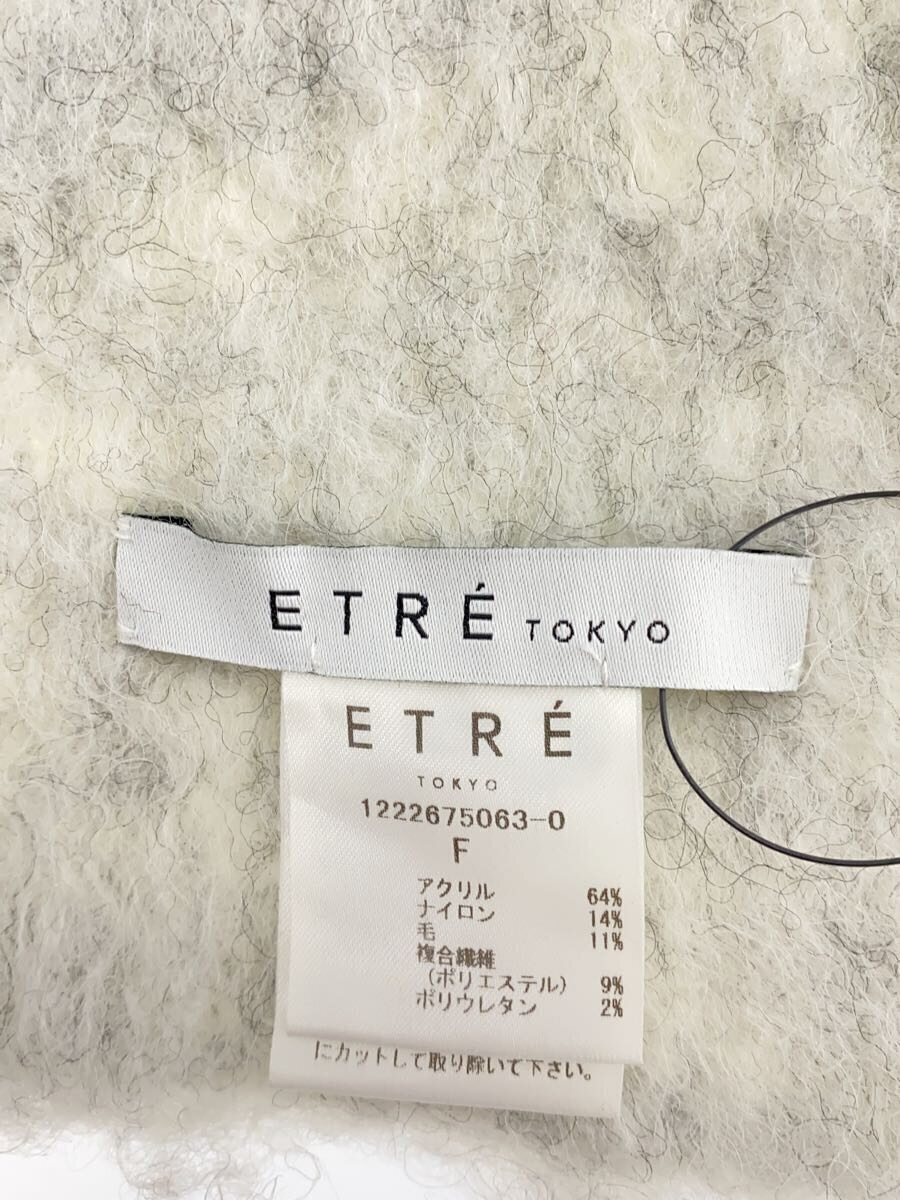 ETRÉ TOKYO
ETRÉ
TOKYO
1222675063-0
F
アクリル 64%
ナイロン 14%
毛 11%
複合繊維
(ポリエステル) 9%
ポリウレタン 2%
にカットして取り除いて下さい。